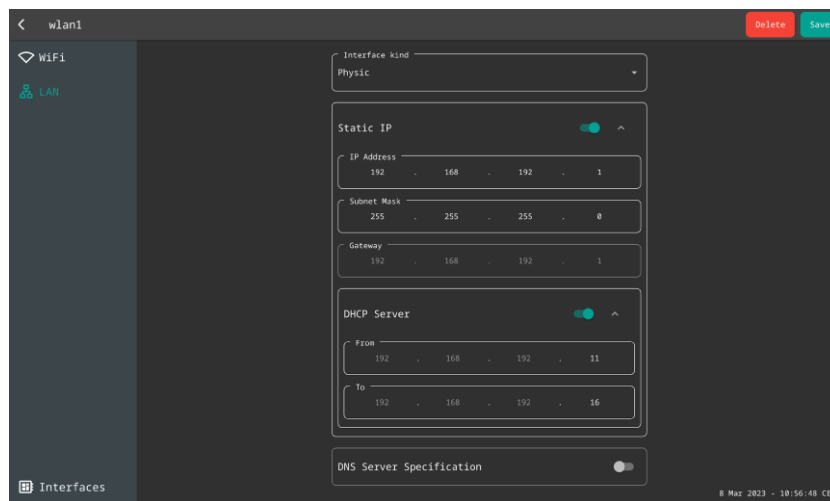 wlan1
Delete
Save
WiFi
LAN
Interface kind
Physic
Static IP
IP Address
192 . 168 . 192 . 1
Subnet Mask
255 . 255 . 255 . 0
Gateway
192 . 168 . 192 . 1
DHCP Server
From
192 . 168 . 192 . 11
To
192 . 168 . 192 . 16
DNS Server Specification
Interfaces
8 Mar 2023 - 10:56:48